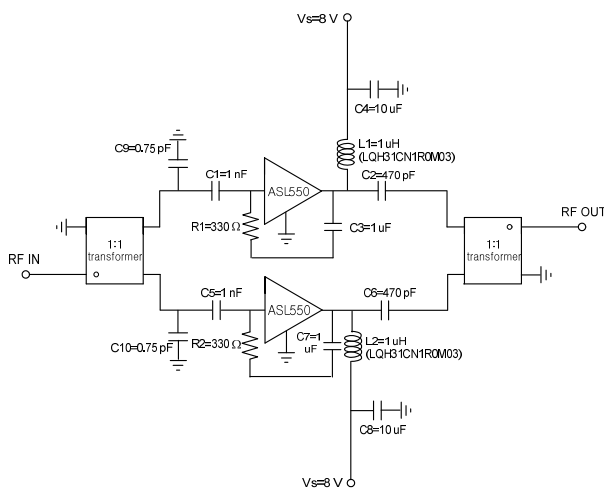 Vs=8 V
C4=10 uF
L1=1 uH
(LQH31CN1R0M03)
C9=0.75 pF
C1=1 nF
ASL550
C2=470 pF
R1=330 Ω
C3=1 uF
RF OUT
1:1
transformer
1:1
transformer
RF IN
C5=1 nF
ASL550
C6=470 pF
C10=0.75 pF
R2=330 Ω
C7=1
uF
L2=1uH
(LQH31CN1R0M03)
C8=10 uF
Vs=8 V